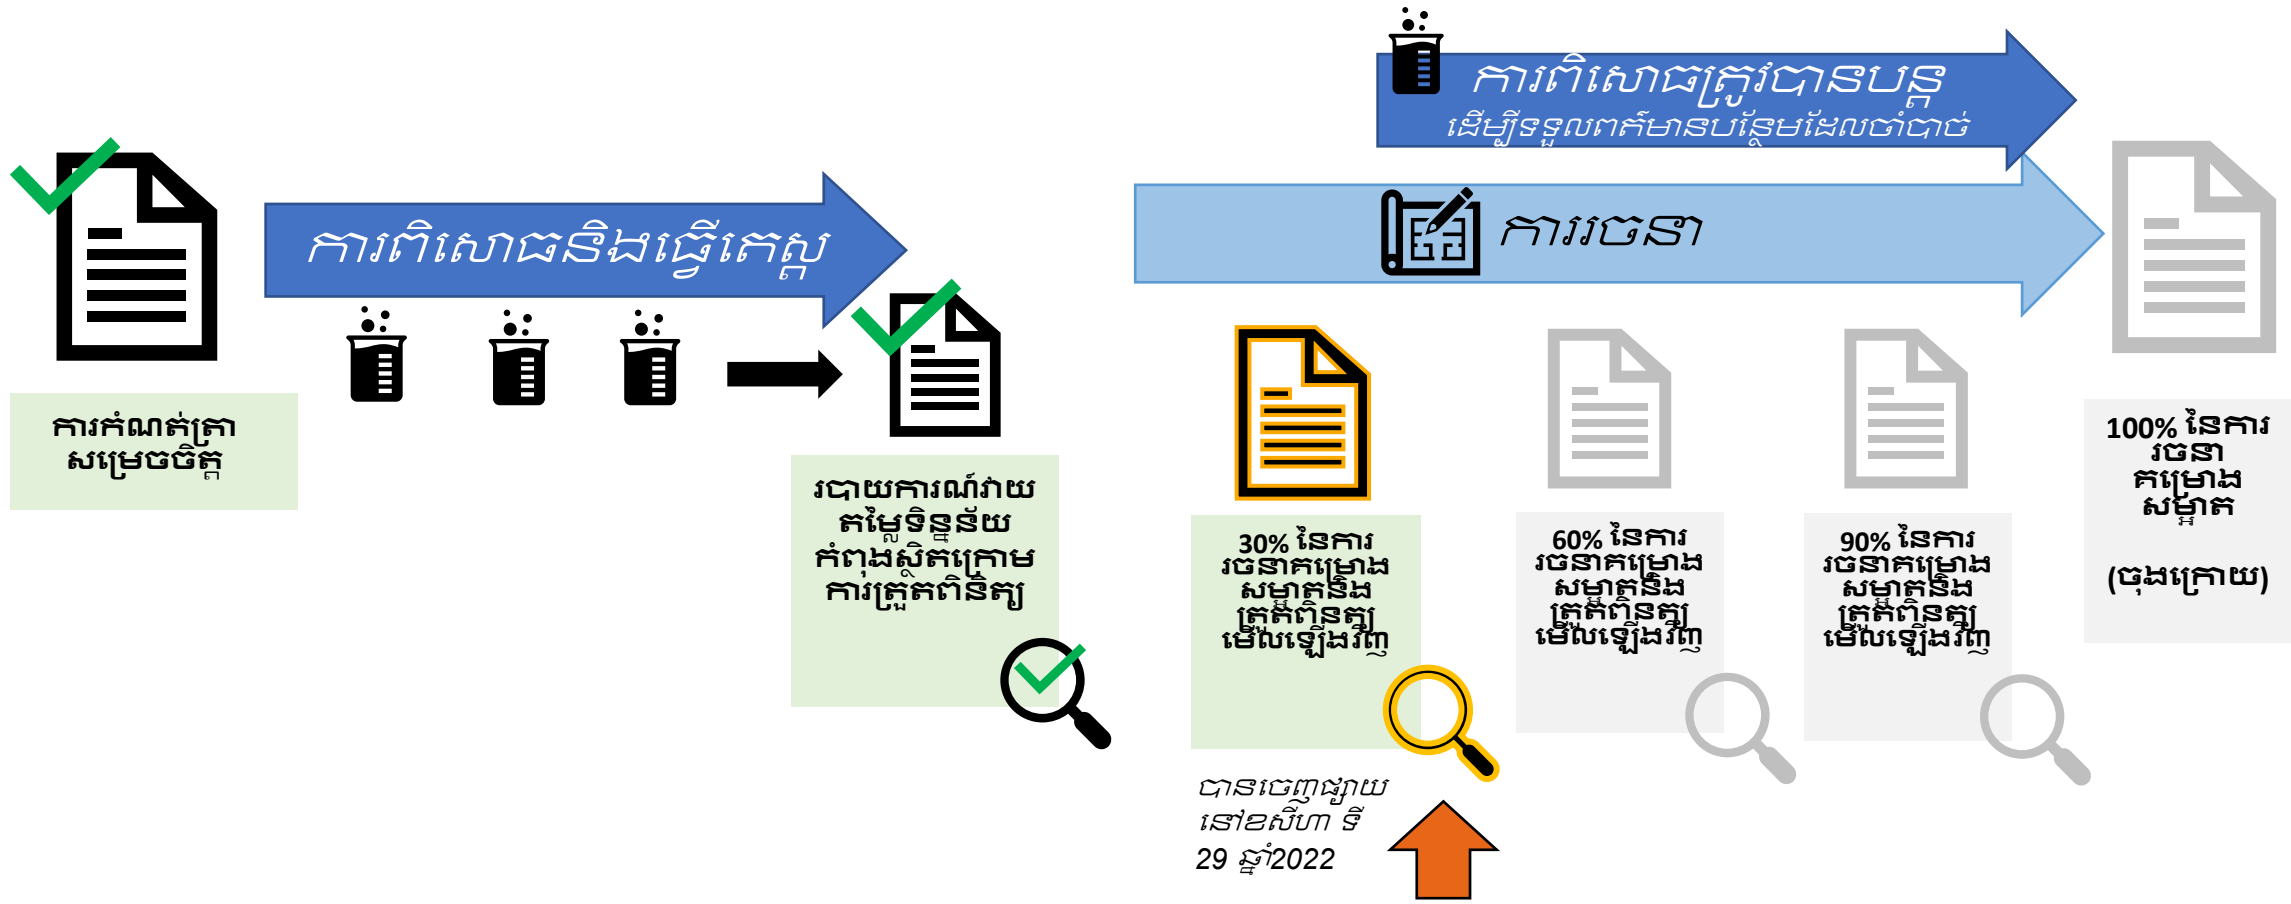 ការពិសោធត្រូវបានបន្ត
ដើម្បីទទួលពត៌មានបន្ថែមដែលចាំបាច់
ការពិសោធនិងធ្វើតេស្ត
ការរចនា
ការកំណត់ត្រា
សម្រេចចិត្ត
របាយការណ៍វាយ
តម្លៃទិន្នន័យ
កំពុងស្ថិតក្រោម
ការត្រួតពិនិត្យ
30% នៃការ
រចនាគម្រោង
សម្អាតនិង
ត្រួតពិនត្យ
មើលឡើងវិញ
60% នៃការ
រចនាគម្រោង
សម្អាតនិង
ត្រួតពិនត្យ
មើលឡើងវិញ
90% នៃការ
រចនាគម្រោង
សម្អាតនិង
ត្រួតពិនត្យ
មើលឡើងវិញ
100% នៃការ
រចនា
គម្រោង
សម្អាត
(ចុងក្រោយ)
បានចេញផ្សាយ
នៅខសីហា ទី
29 ឆ្នាំ2022